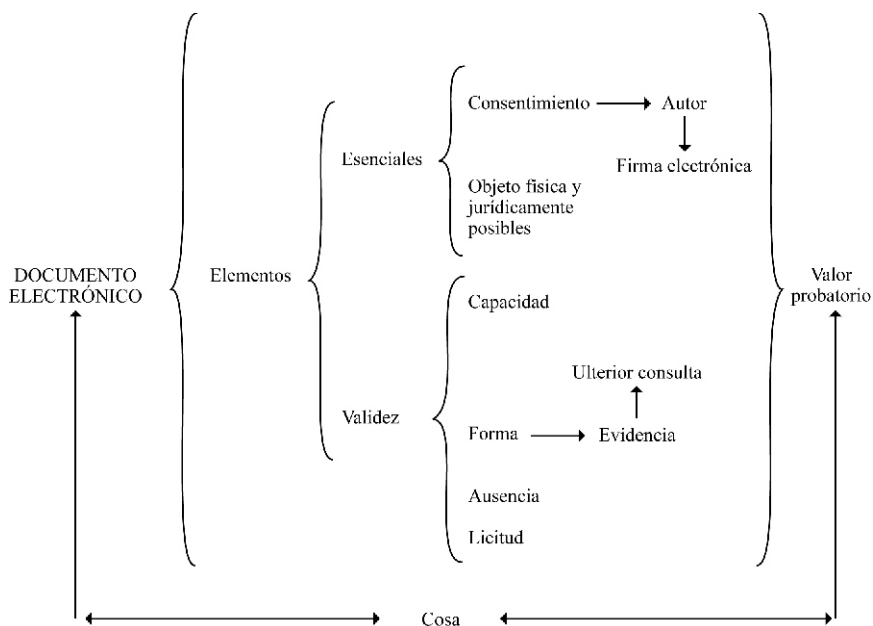 DOCUMENTO
ELECTRÓNICO
Elementos
Esenciales
Consentimiento
Autor
Firma electrónica
Objeto física y
jurídicamente
posibles
Validez
Capacidad
Forma
Evidencia
Ulterior consulta
Ausencia
Licitud
Valor
probatorio
Cosa